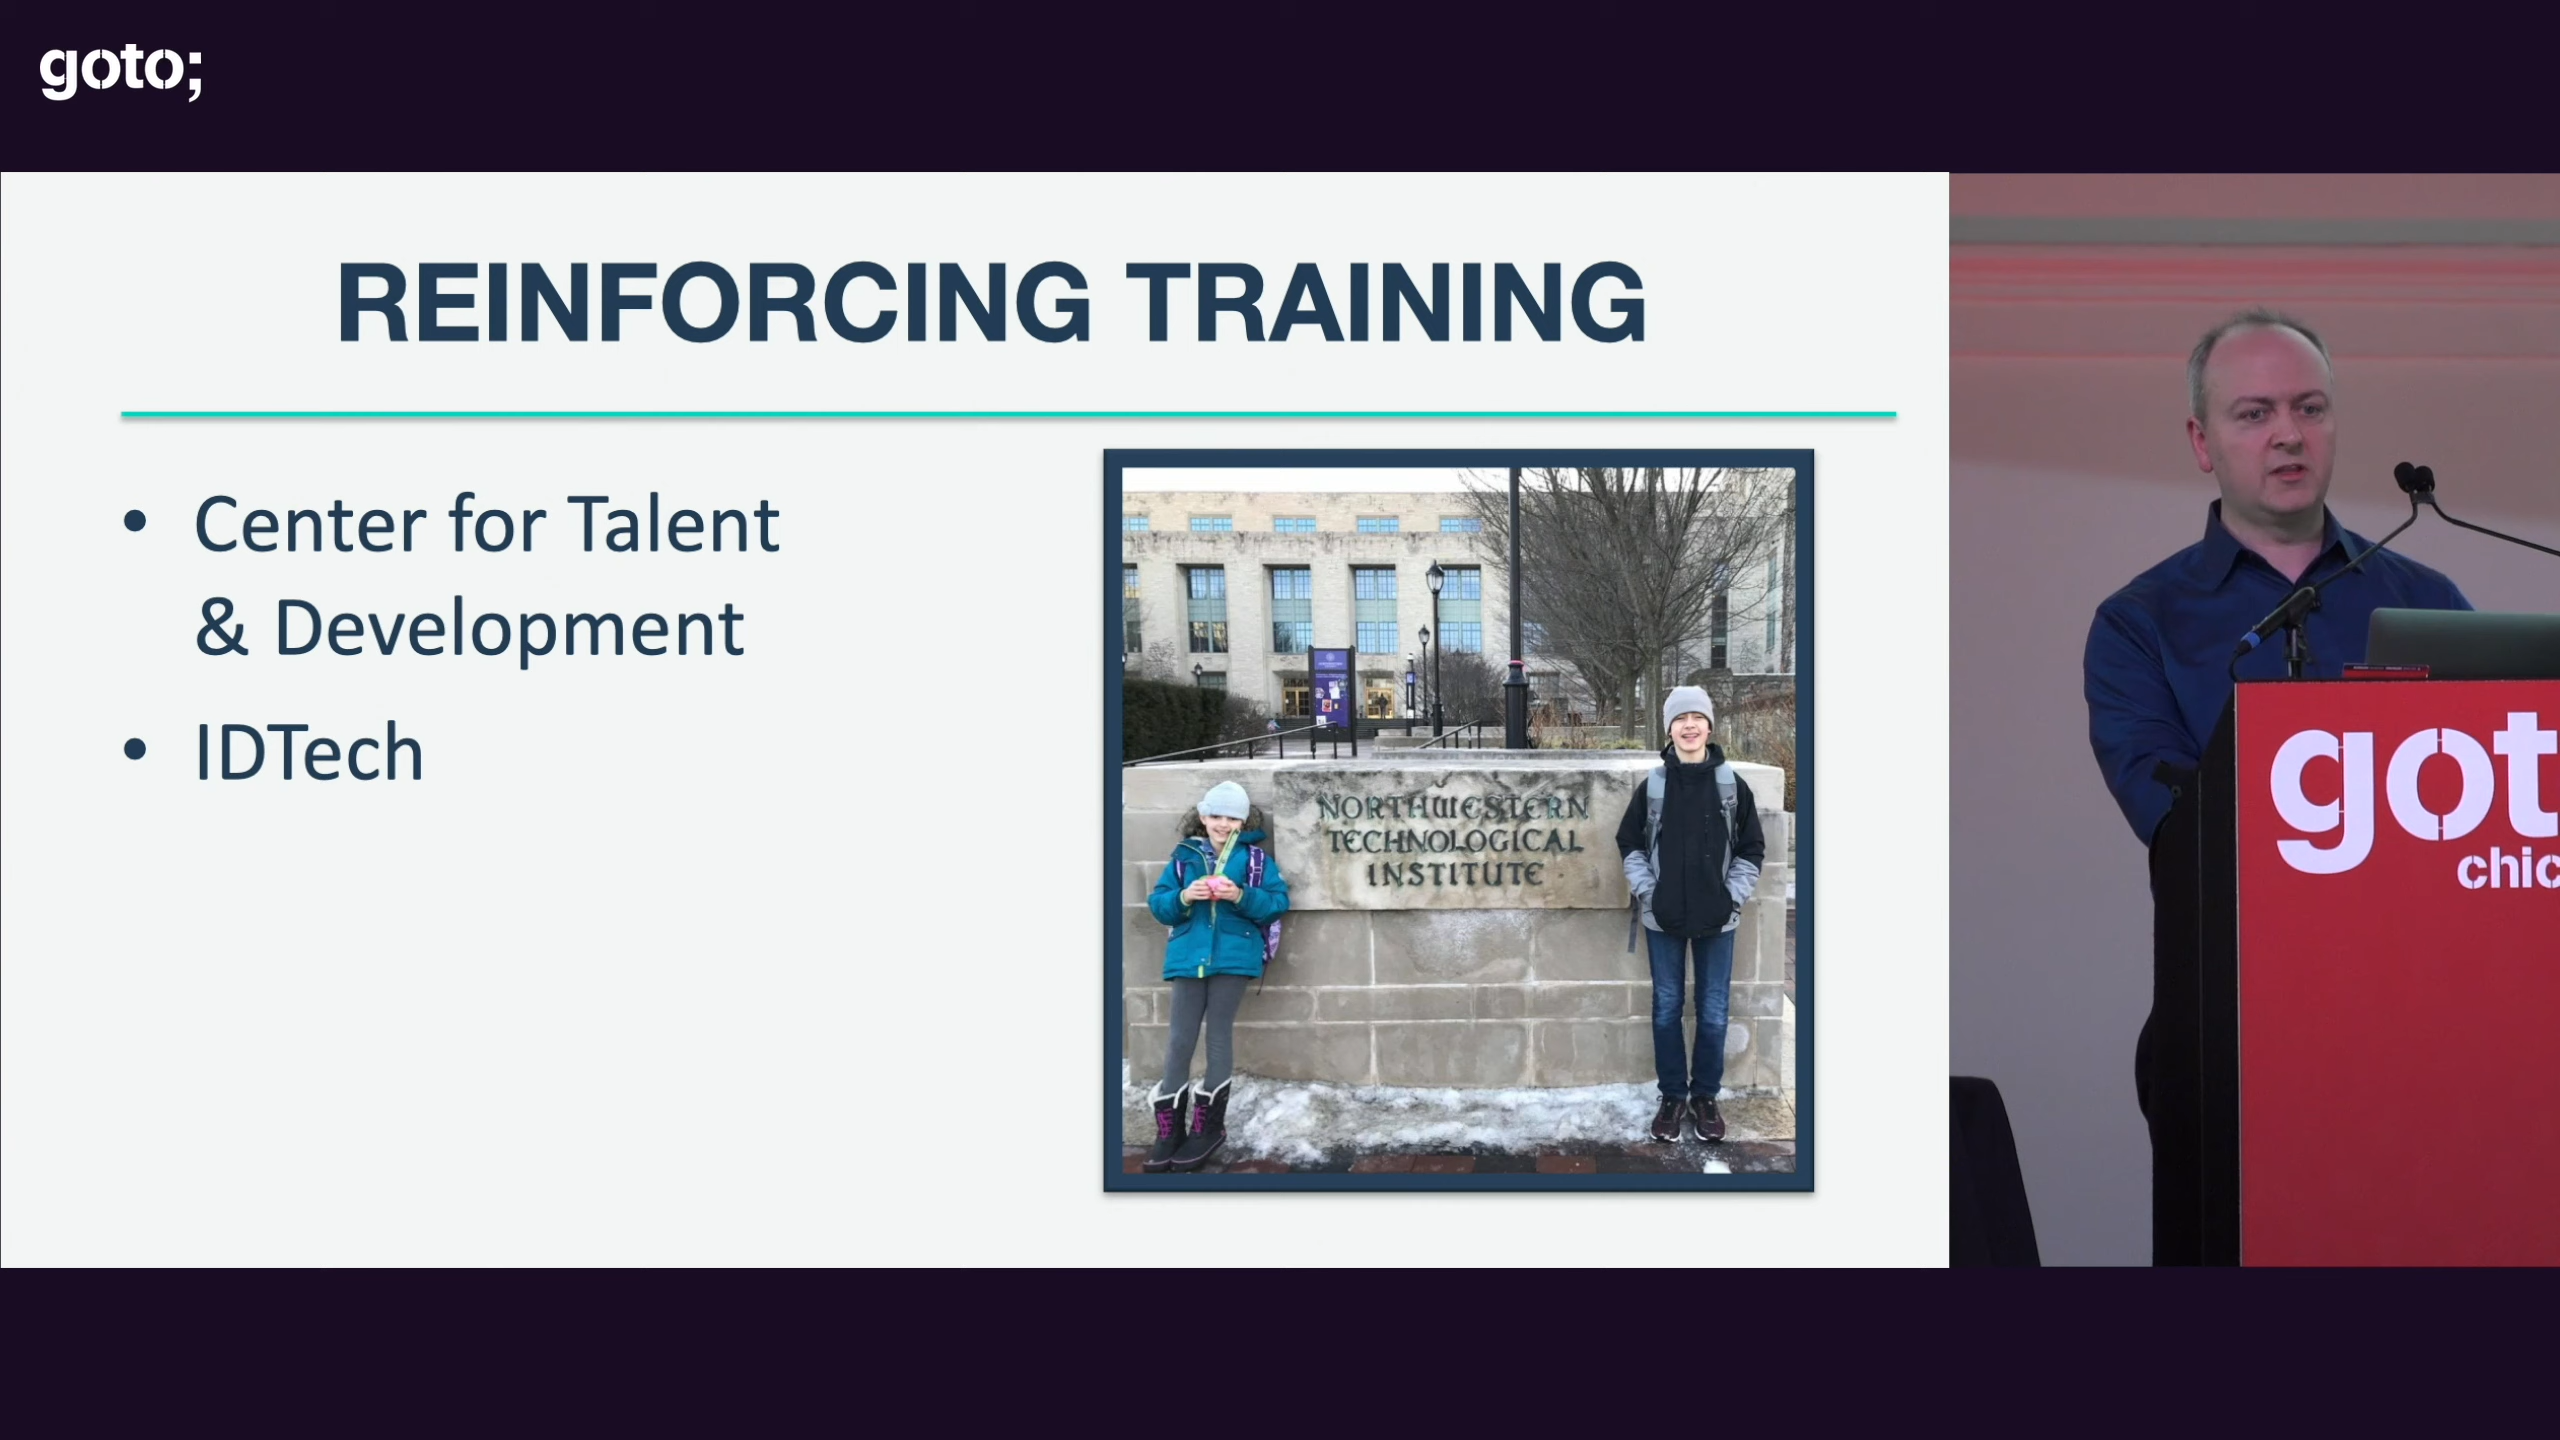 goto;
REINFORCING TRAINING
• Center for Talent
& Development
• IDTech
NORTHWESTERN
TECHNOLOGICAL
INSTITUTE
got
chic